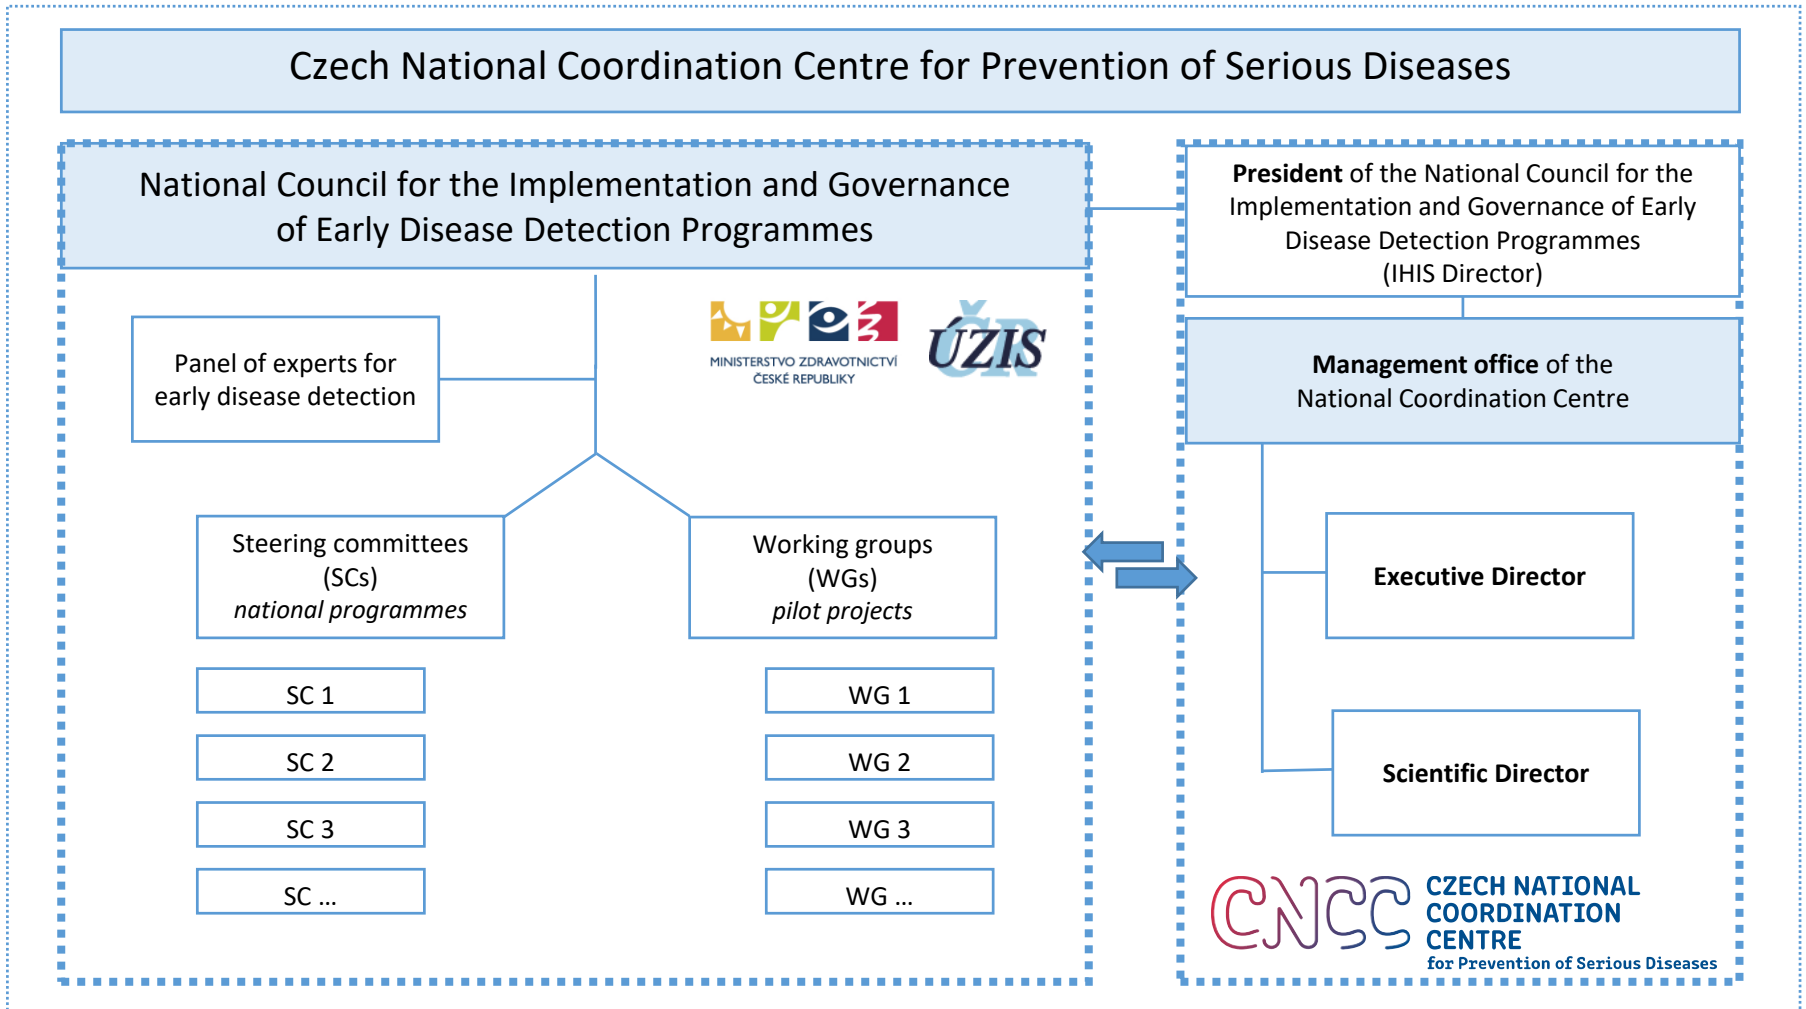 Czech National Coordination Centre for Prevention of Serious Diseases
National Council for the Implementation and Governance
of Early Disease Detection Programmes
Panel of experts for
early disease detection
MINISTERSTVO ZDRAVOTNICTVÍ
ČESKÉ REPUBLIKY
ÚZIS
ČR
Steering committees
(SCs)
national programmes
SC 1
SC 2
SC 3
SC ...
Working groups
(WGs)
pilot projects
WG 1
WG 2
WG 3
WG ...
President of the National Council for the
Implementation and Governance of Early
Disease Detection Programmes
(IHIS Director)
Management office of the
National Coordination Centre
Executive Director
Scientific Director
CNCC
CZECH NATIONAL
COORDINATION
CENTRE
for Prevention of Serious Diseases